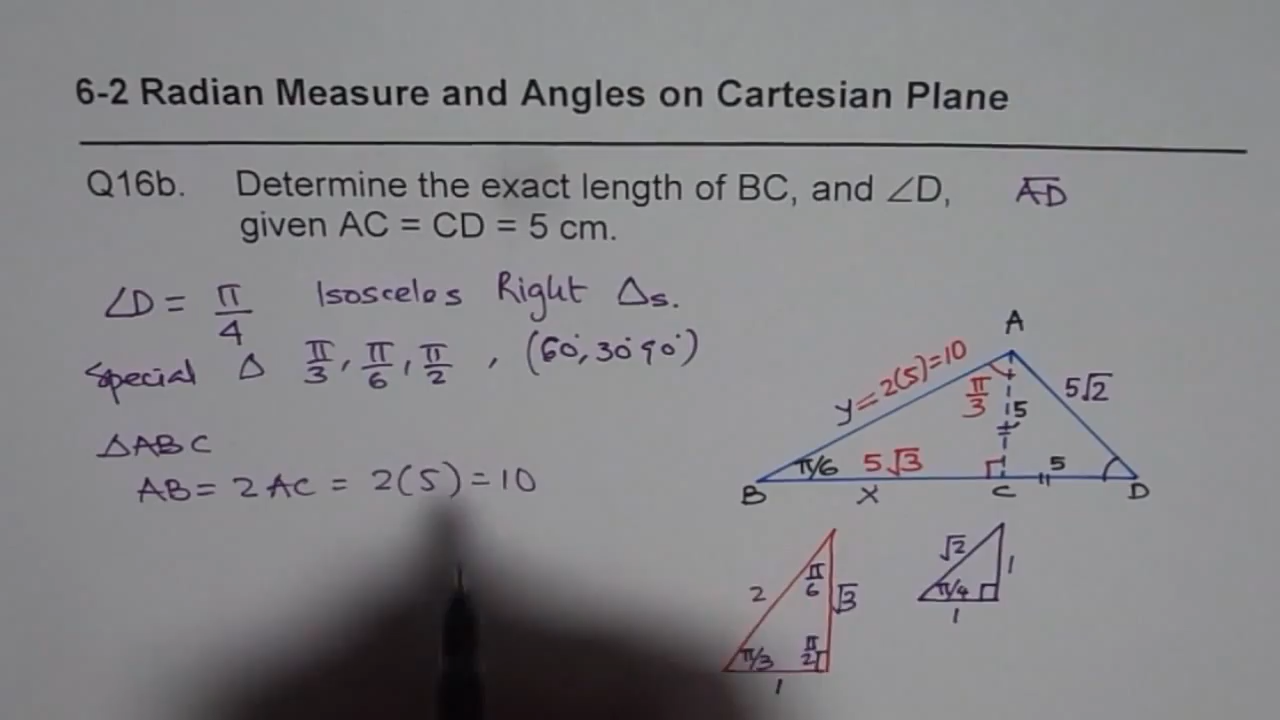 6-2 Radian Measure and Angles on Cartesian Plane
Q16b. Determine the exact length of BC, and ∠D, AD
given AC = CD = 5 cm.
∠D = π/4 Isosceles Right Δs.
Special Δ π/3, π/6, π/2, (60°, 30° 90°)
ΔABC
AB = 2AC = 2(5) = 10
A
y = 2(5) = 10
π/3
5
5√2
π/6
5√3
5
B
X
C
D
2
π/6
√3
π/3
π/2
1
√2
1
π/4
1